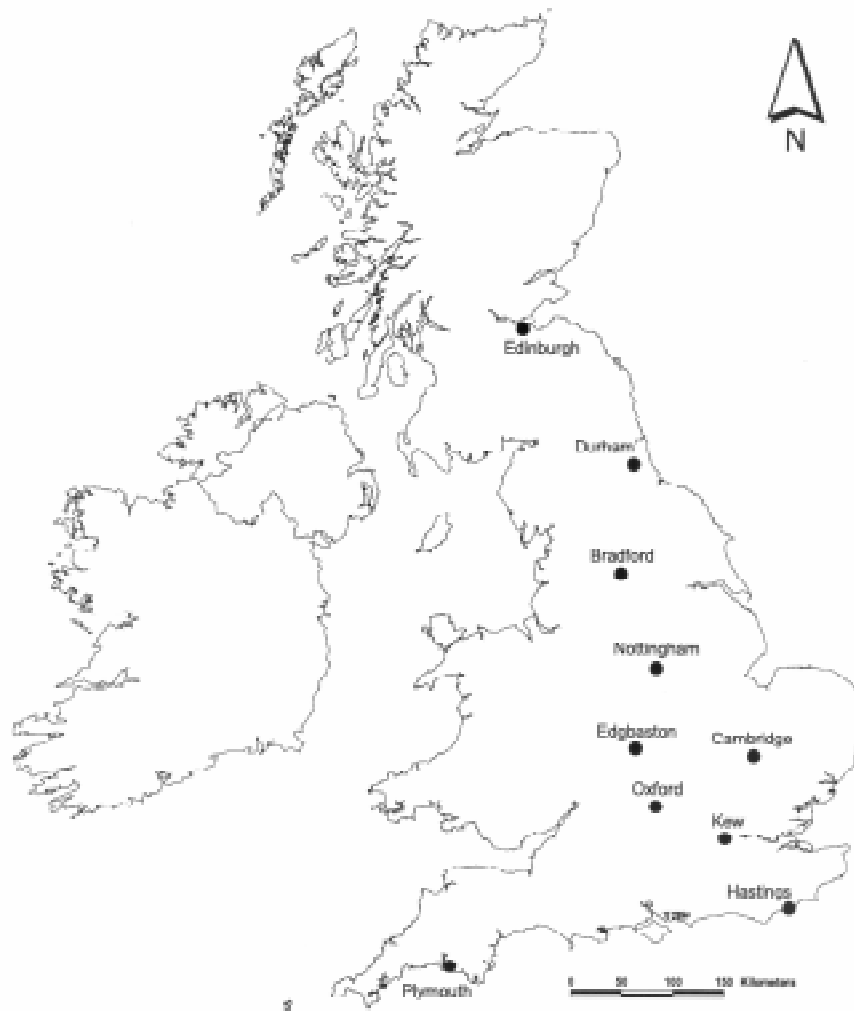 N
Edinburgh
Durham
Bradford
Nottingham
Edgbaston
Cambridge
Oxford
Kew
Hastings
Plymouth
0 50 100 150 Kilometers